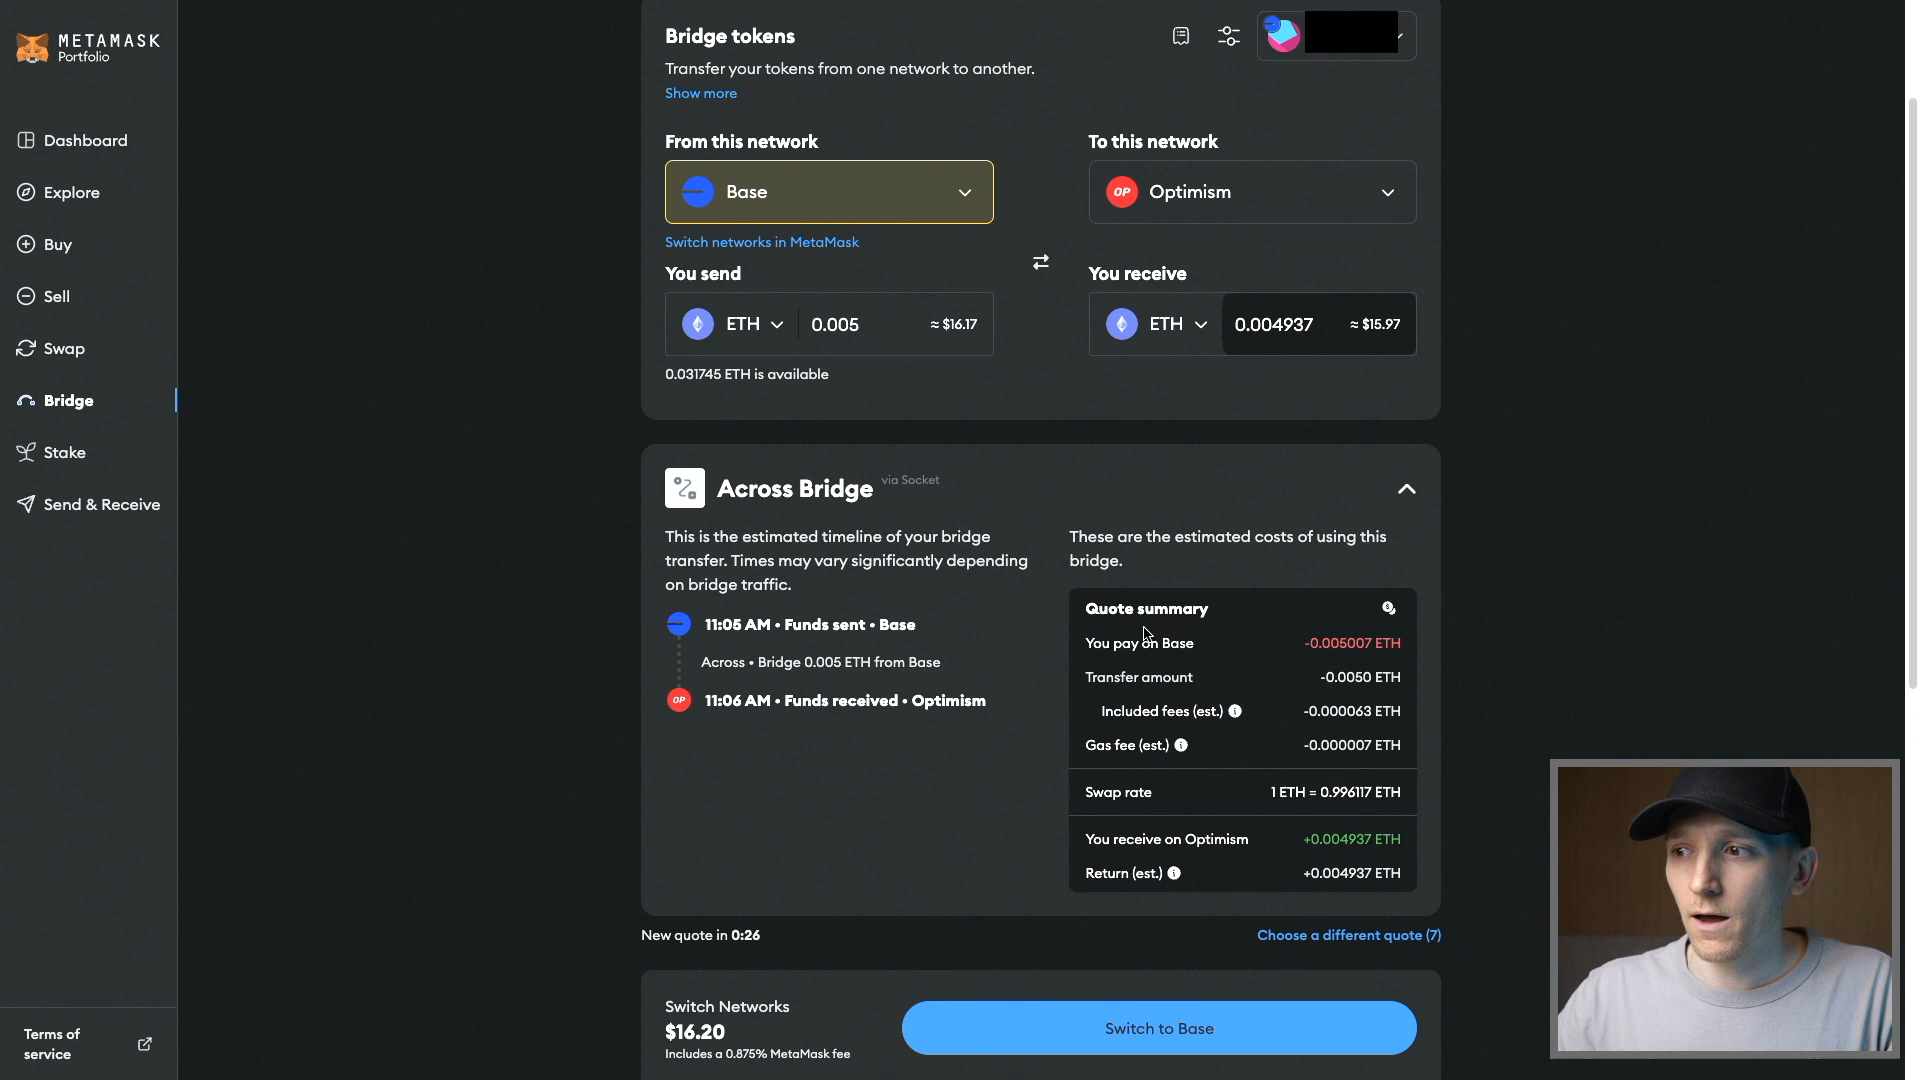 METAMASK
Portfolio
Dashboard
Explore
Buy
Sell
Swap
Bridge
Stake
Send & Receive
Terms of
service
Bridge tokens
Transfer your tokens from one network to another.
Show more
From this network
To this network
Base
OP
Optimism
Switch networks in MetaMask
You send
You receive
ETH
0.005
≈ $16.17
ETH
0.004937
≈ $15.97
0.031745 ETH is available
Across Bridge
via Socket
This is the estimated timeline of your bridge
transfer. Times may vary significantly depending
on bridge traffic.
11:05 AM • Funds sent • Base
Across • Bridge 0.005 ETH from Base
OP
11:06 AM • Funds received • Optimism
These are the estimated costs of using this
bridge.
Quote summary
You pay on Base
-0.005007 ETH
Transfer amount
-0.0050 ETH
Included fees (est.)
-0.000063 ETH
Gas fee (est.)
-0.000007 ETH
Swap rate
1 ETH = 0.996117 ETH
You receive on Optimism
+0.004937 ETH
Return (est.)
+0.004937 ETH
New quote in 0:26
Choose a different quote (7)
Switch Networks
$16.20
Includes a 0.875% MetaMask fee
Switch to Base